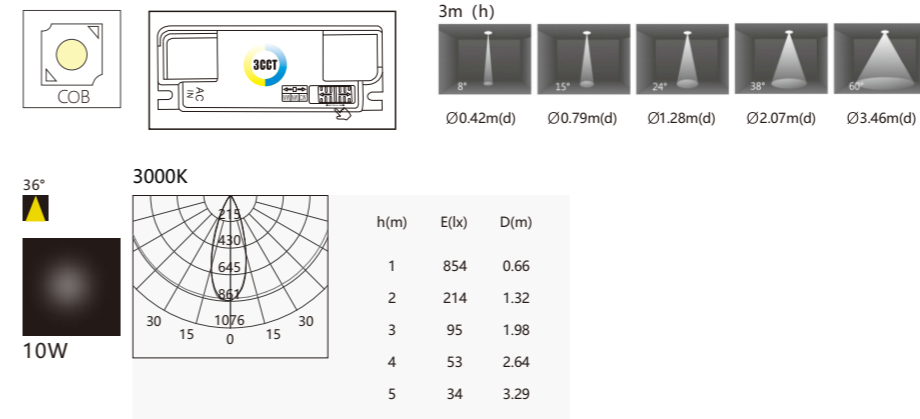 3m (h)
COB
3CCT
AC
N
8°
15°
24°
38°
60°
Ø0.42m(d)
Ø0.79m(d)
Ø1.28m(d)
Ø2.07m(d)
Ø3.46m(d)
36°
10W
3000K
215
430
645
861
1076
30
15
0
15
30
h(m) E(lx) D(m)
1 854 0.66
2 214 1.32
3 95 1.98
4 53 2.64
5 34 3.29